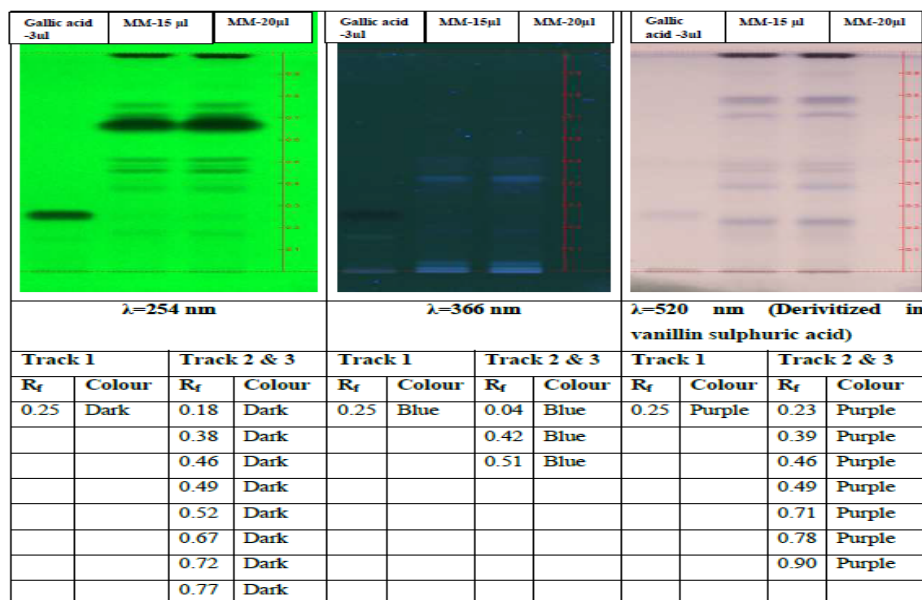 Gallic acid -3ul MM-15 µl MM-20µl Gallic acid -3ul MM-15 µl MM-20µl Gallic acid -3ul MM-15 µl MM-20µl
λ=254 nm λ=366 nm λ=520 nm (Derivitized in vanillin sulphuric acid)
Track 1 Track 2 & 3 Track 1 Track 2 & 3 Track 1 Track 2 & 3
Rf Colour Rf Colour Rf Colour Rf Colour Rf Colour Rf Colour
0.25 Dark 0.18 Dark 0.25 Blue 0.04 Blue 0.25 Purple 0.23 Purple
0.38 Dark 0.42 Blue 0.39 Purple
0.46 Dark 0.51 Blue 0.46 Purple
0.49 Dark 0.49 Purple
0.52 Dark 0.71 Purple
0.67 Dark 0.78 Purple
0.72 Dark 0.90 Purple
0.77 Dark